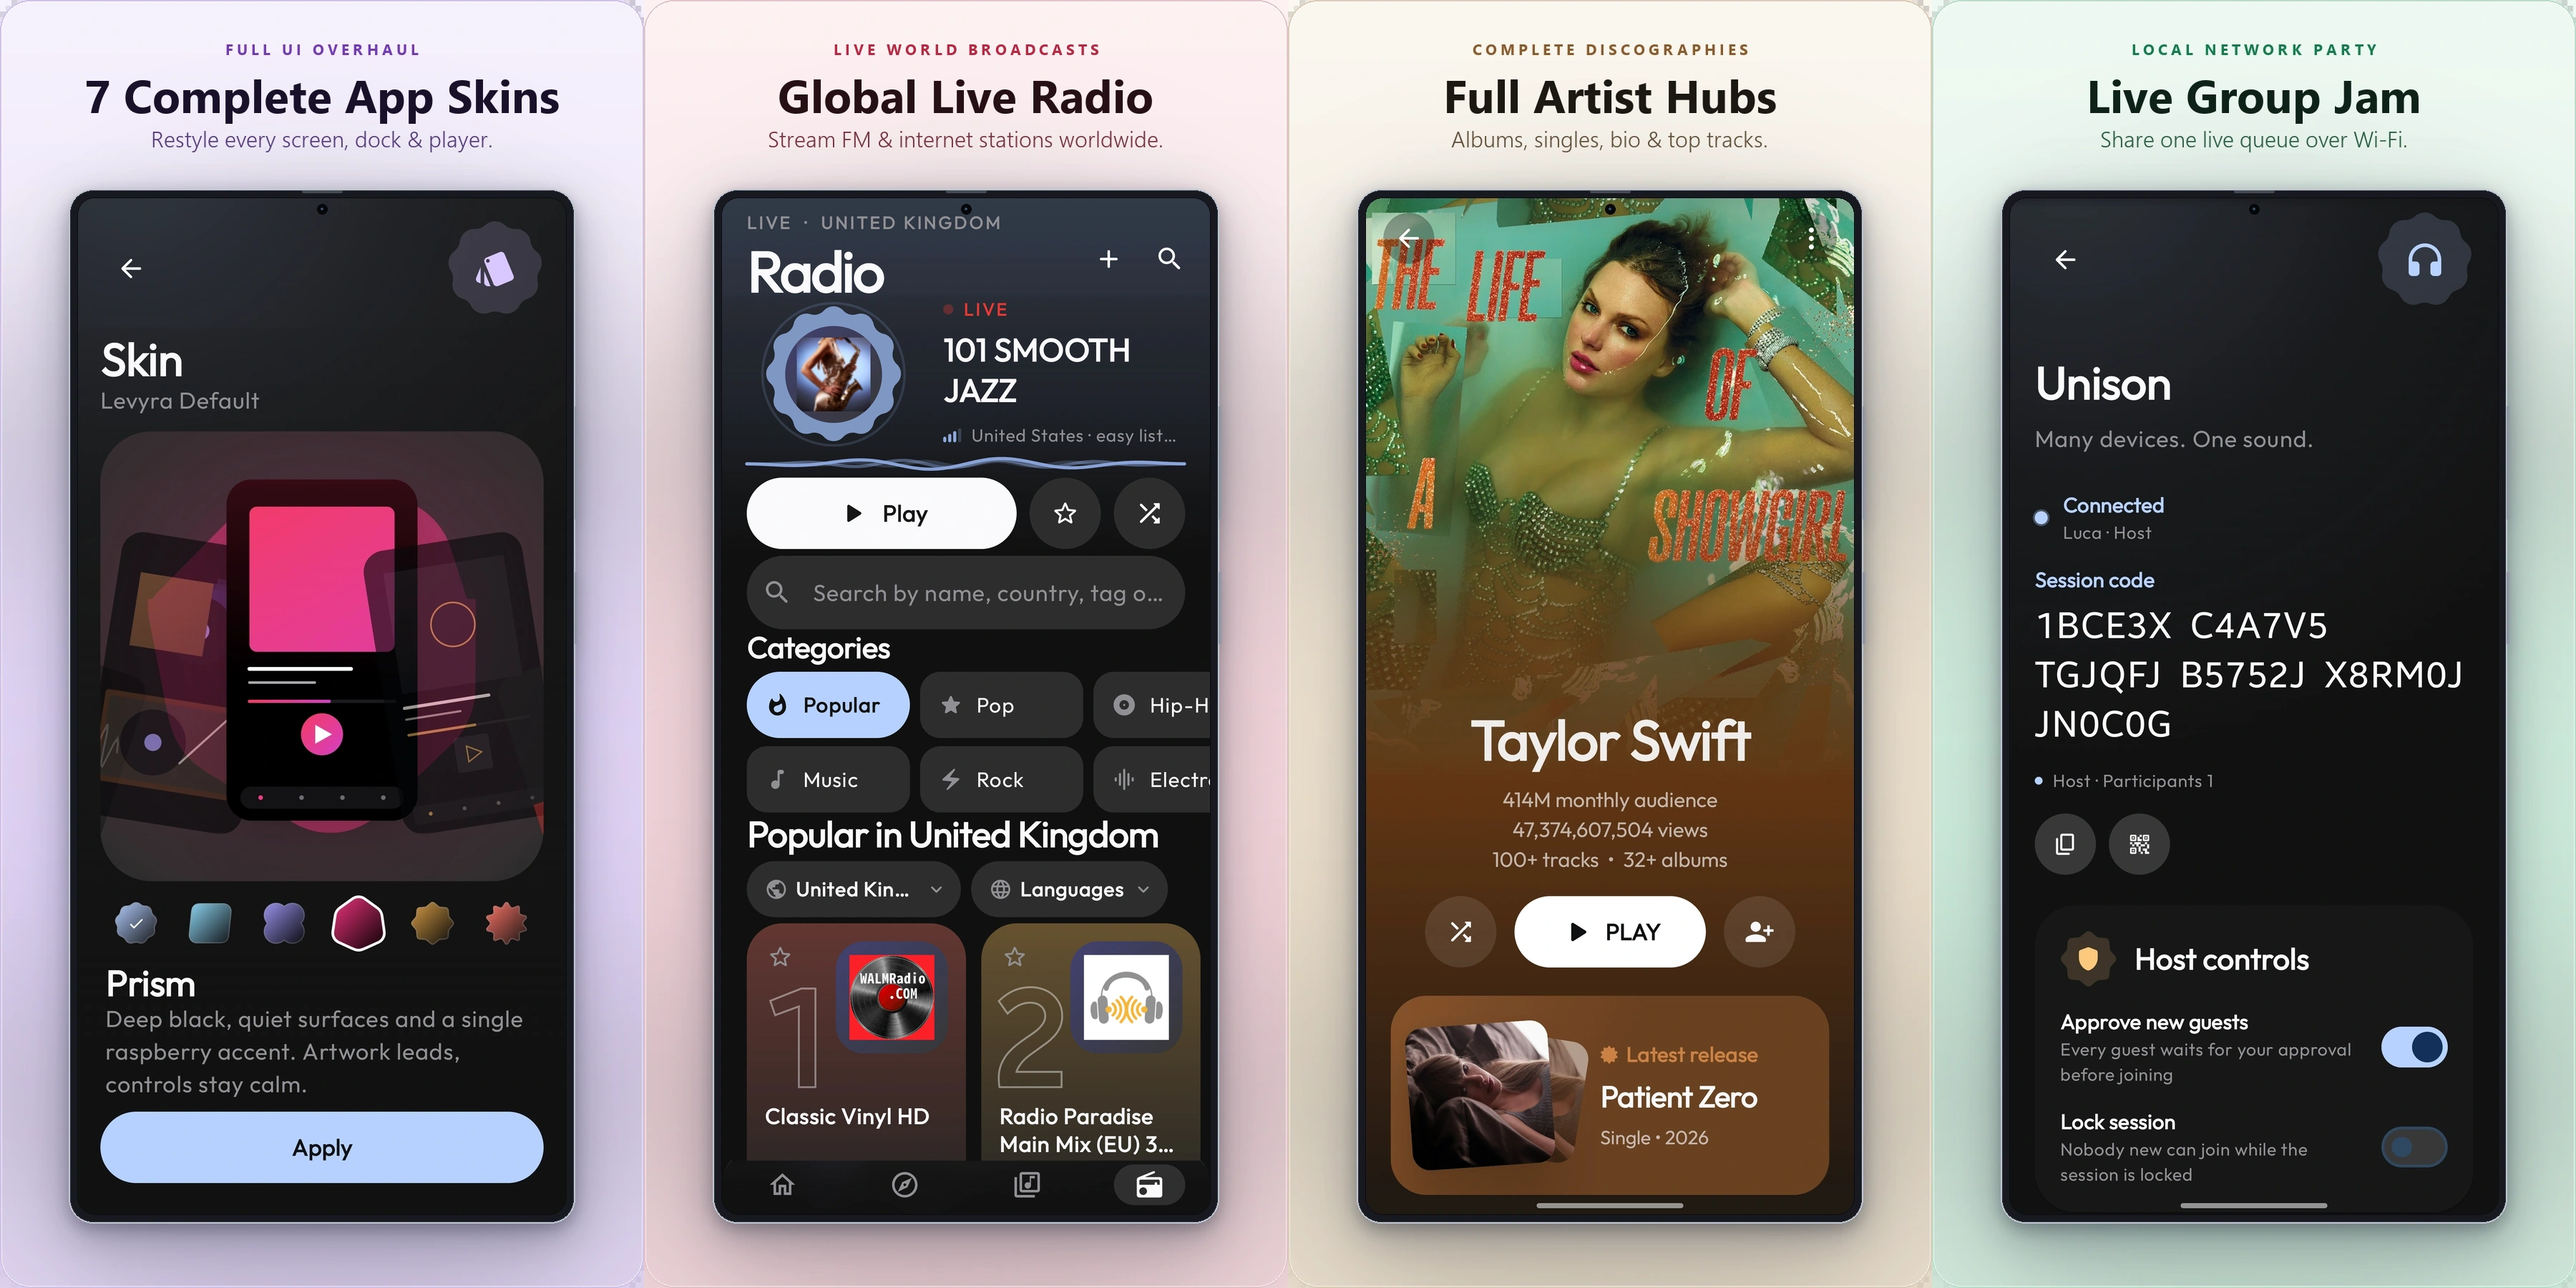 FULL UI OVERHAUL
7 Complete App Skins
Restyle every screen, dock & player.
Skin
Levyra Default
Prism
Deep black, quiet surfaces and a single
raspberry accent. Artwork leads,
controls stay calm.
Apply
LIVE WORLD BROADCASTS
Global Live Radio
Stream FM & internet stations worldwide.
LIVE · UNITED KINGDOM
Radio
LIVE
101 SMOOTH
JAZZ
United States · easy list...
Play
Search by name, country, tag o...
Categories
Popular
Pop
Hip-H
Music
Rock
Electr
Popular in United Kingdom
United Kin...
Languages
1
WALMRadio
.COM
Classic Vinyl HD
2
Radio Paradise
Main Mix (EU) 3...
COMPLETE DISCOGRAPHIES
Full Artist Hubs
Albums, singles, bio & top tracks.
THE LIFE
OF
A
SHOWGIRL
Taylor Swift
414M monthly audience
47,374,607,504 views
100+ tracks • 32+ albums
PLAY
Latest release
Patient Zero
Single • 2026
LOCAL NETWORK PARTY
Live Group Jam
Share one live queue over Wi-Fi.
Unison
Many devices. One sound.
Connected
Luca · Host
Session code
1BCE3X C4A7V5
TGJQFJ B5752J X8RM0J
JN0C0G
Host · Participants 1
Host controls
Approve new guests
Every guest waits for your approval
before joining
Lock session
Nobody new can join while the
session is locked